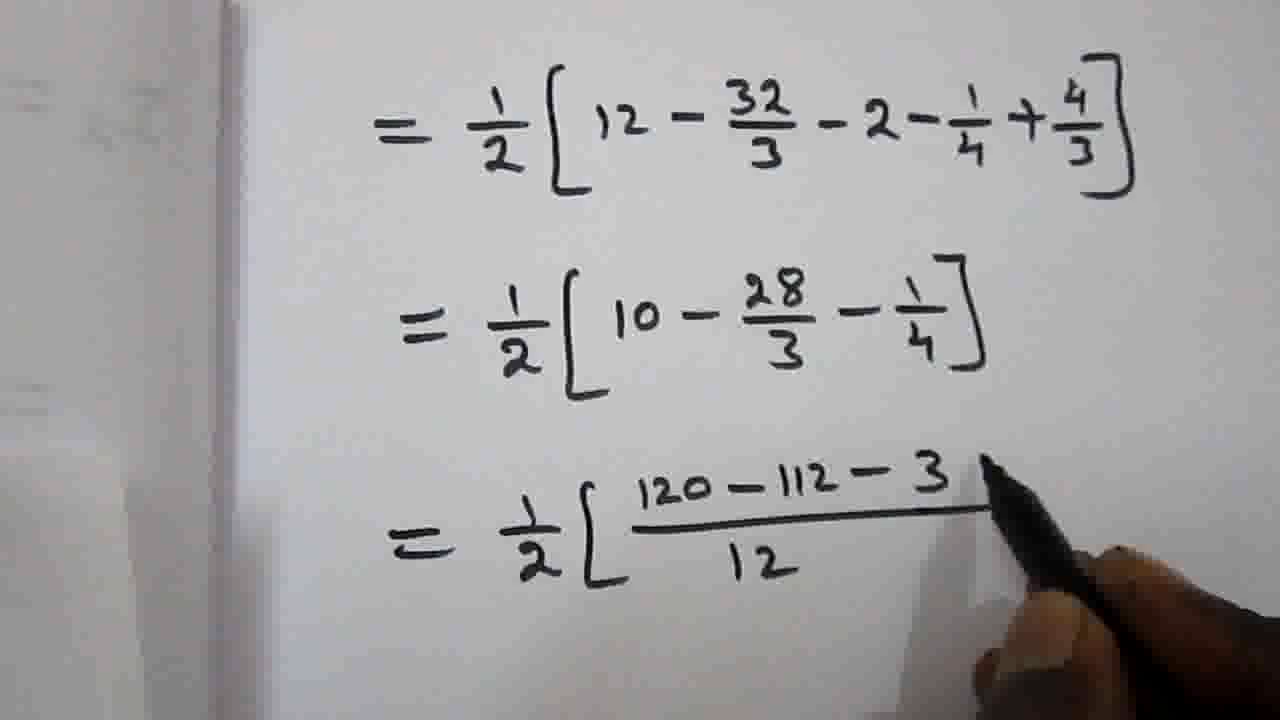 = 1/2 [ 12 - 32/3 - 2 - 1/4 + 4/3 ]
= 1/2 [ 10 - 28/3 - 1/4 ]
= 1/2 [ (120 - 112 - 3)/12